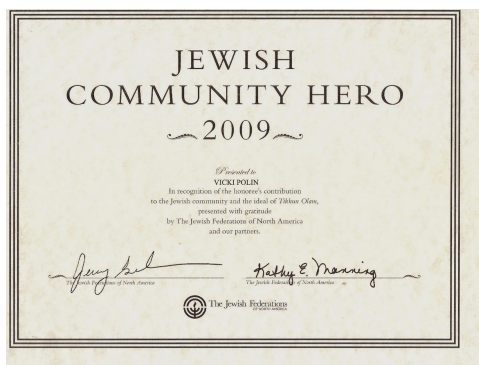 JEWISH
COMMUNITY HERO
2009
Presented to
VICKI POLIN
In recognition of the honoree's contribution
to the Jewish community and the ideal of Tikkun Olam,
presented with gratitude
by The Jewish Federations of North America
and our partners.
Kathy E. Manning
The Jewish Federations of North America
The Jewish Federations of North America
The Jewish Federations
OF NORTH AMERICA